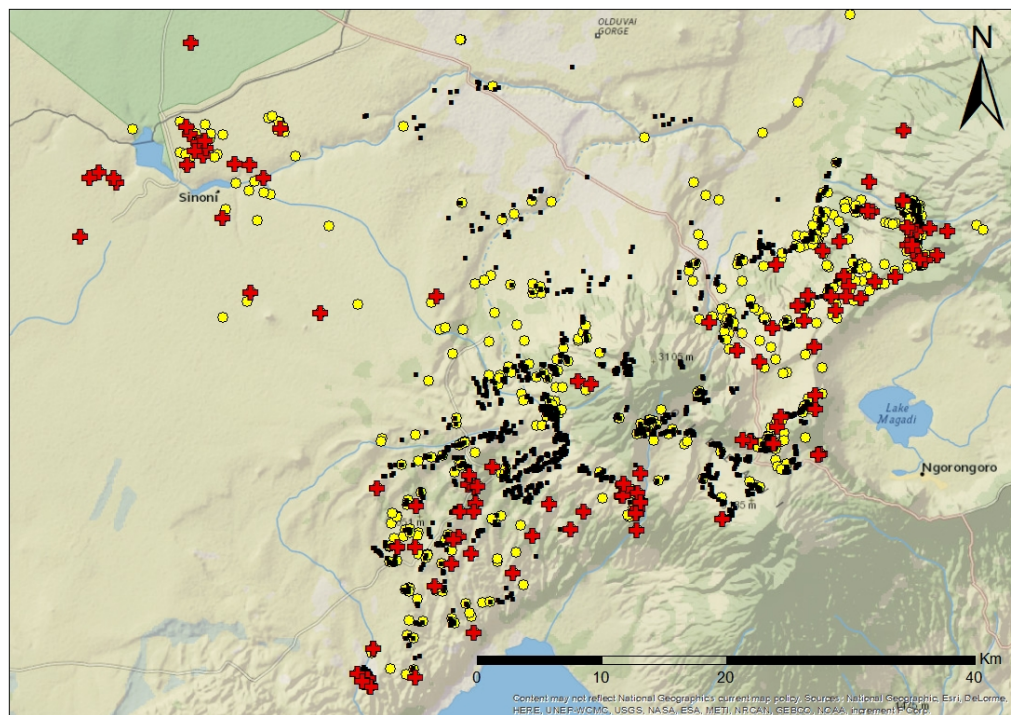 OLDUVAI
GORGE
N
Sinoni
3105 m
Lake
Magadi
Ngorongoro
Km
0
10
20
40
Content may not reflect National Geographic's current map policy. Sources: National Geographic, Esri, DeLorme,
HERE, UNEP-WCMC, USGS, NASA, ESA, METI, NRCAN, GEBCO, NOAA, increment P Corp.